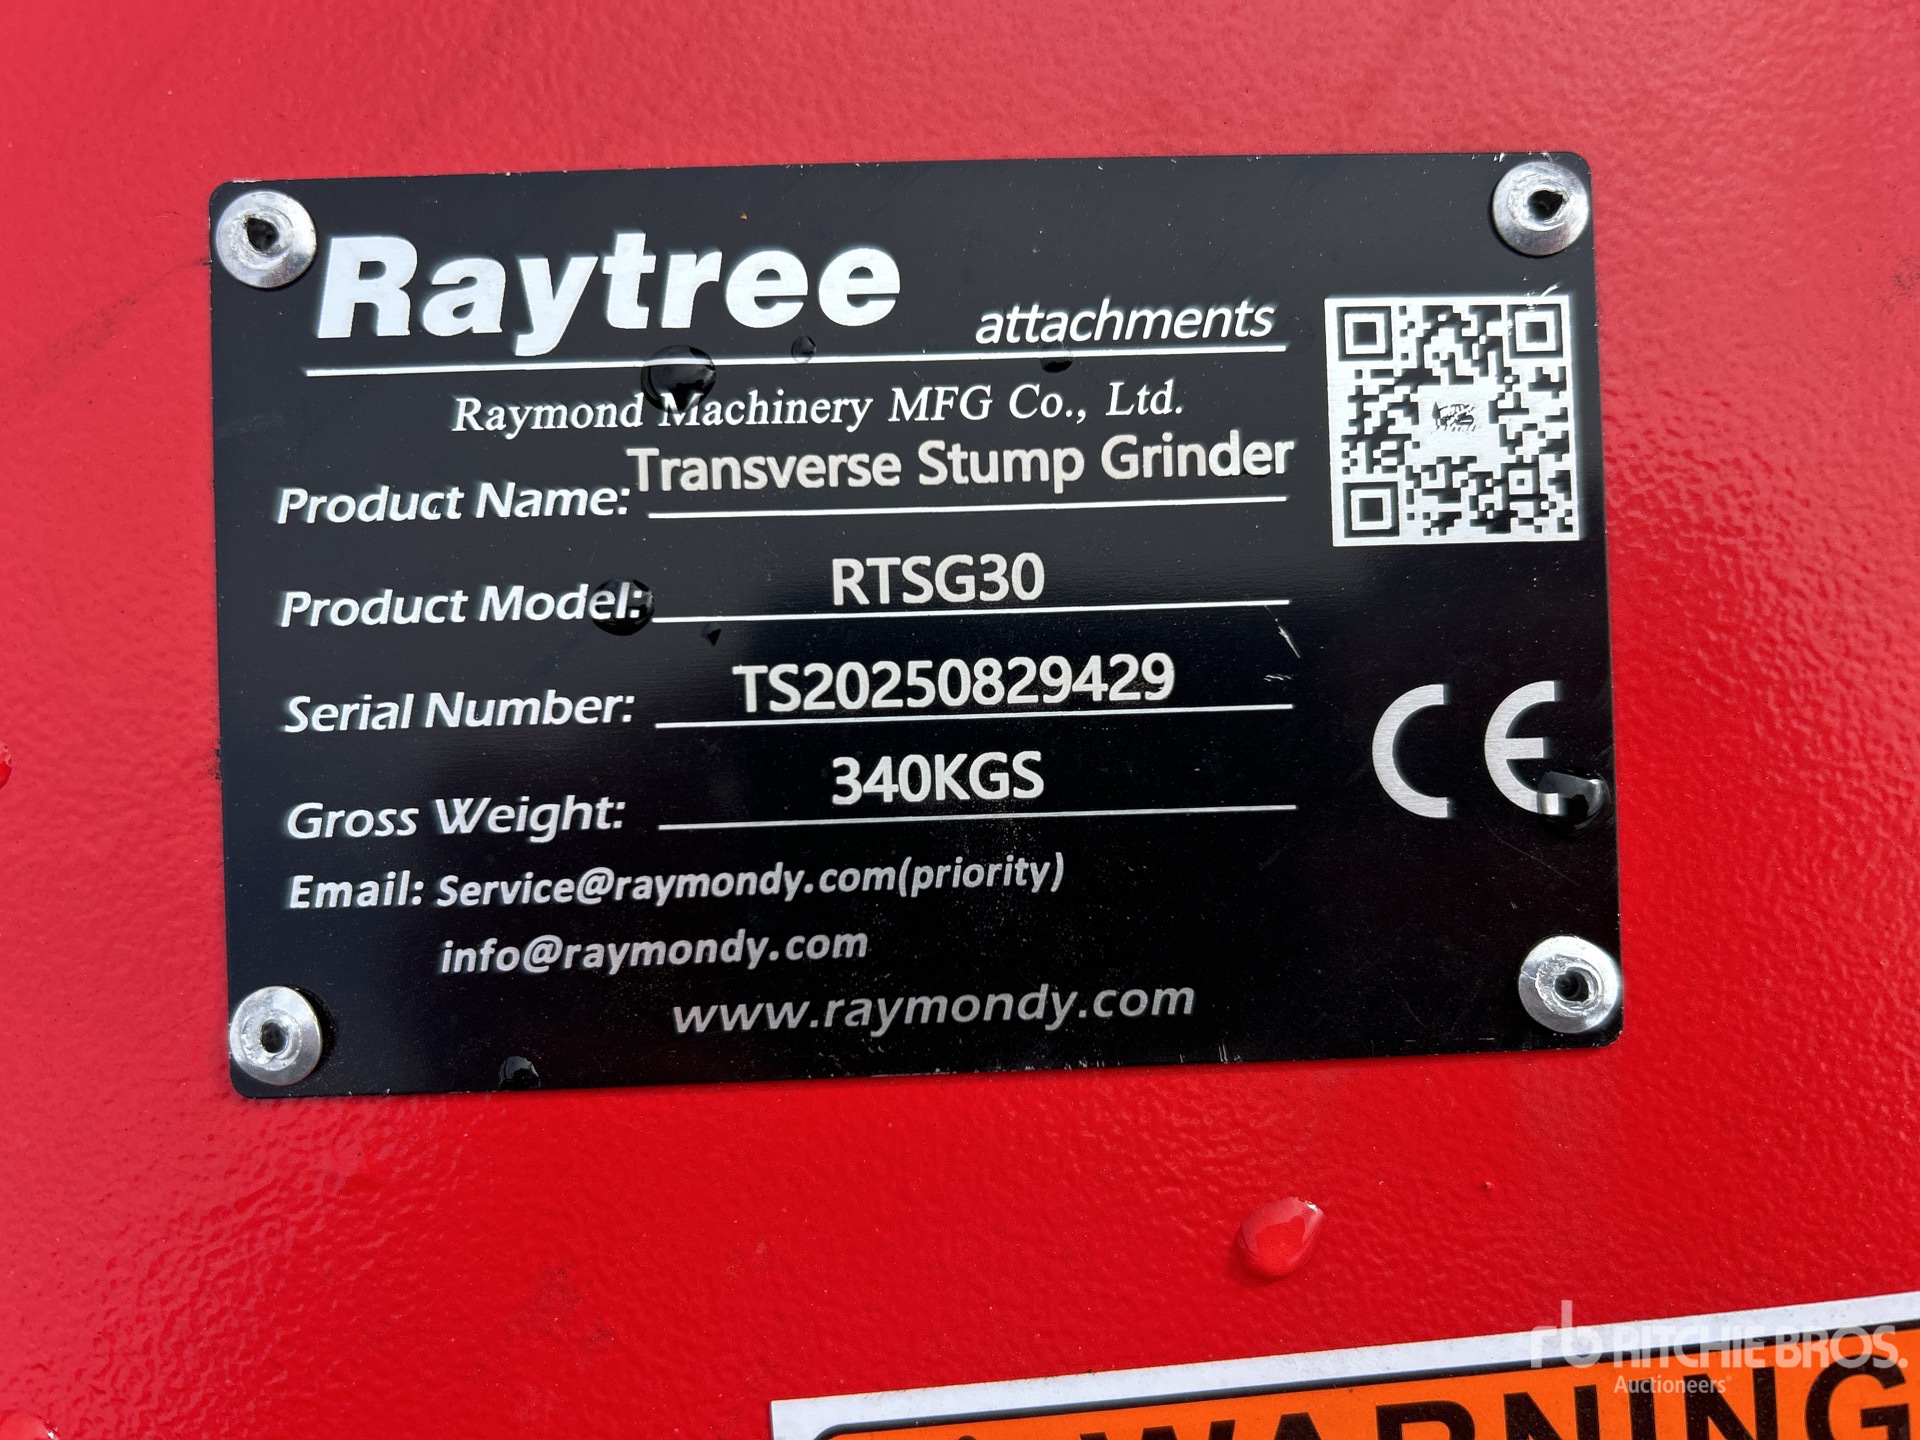 Raytree attachments
Raymond Machinery MFG Co., Ltd.
Product Name: Transverse Stump Grinder
Product Model: RTSG30
Serial Number: TS20250829429
Gross Weight: 340KGS
Email: Service@raymondy.com(priority)
info@raymondy.com
www.raymondy.com
CE
WARNING
rb RITCHIE BROS.
Auctioneers